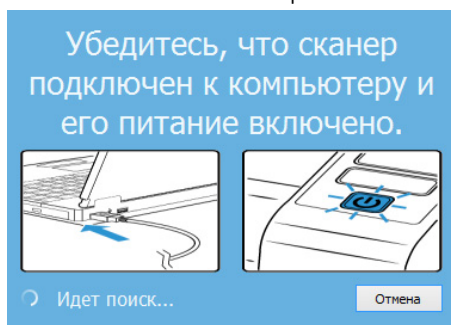 Убедитесь, что сканер
подключен к компьютеру и
его питание включено.
Идет поиск...
Отмена